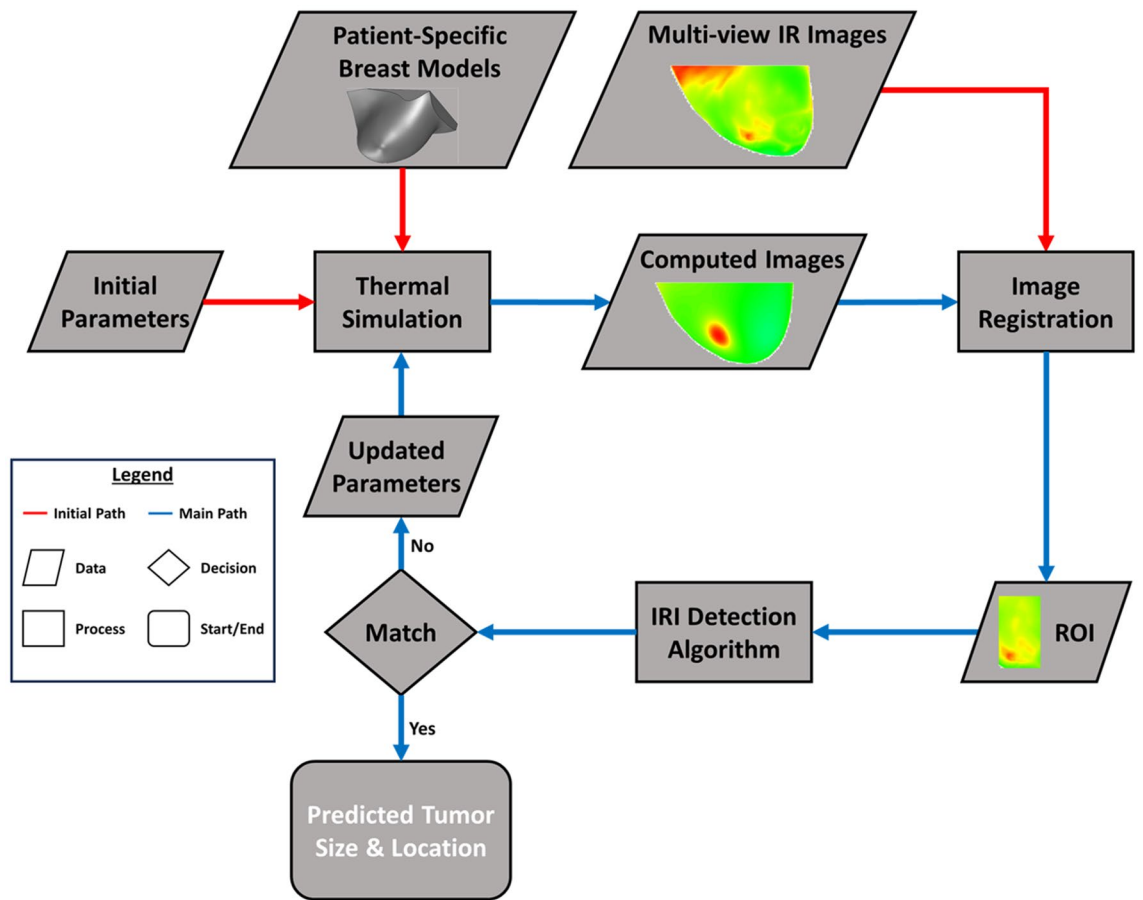 Patient-Specific
Breast Models
Multi-view IR Images
Initial
Parameters
Thermal
Simulation
Computed Images
Image
Registration
Updated
Parameters
Legend
Initial Path
Main Path
Data
Decision
Process
Start/End
No
Match
IRI Detection
Algorithm
ROI
Yes
Predicted Tumor
Size & Location